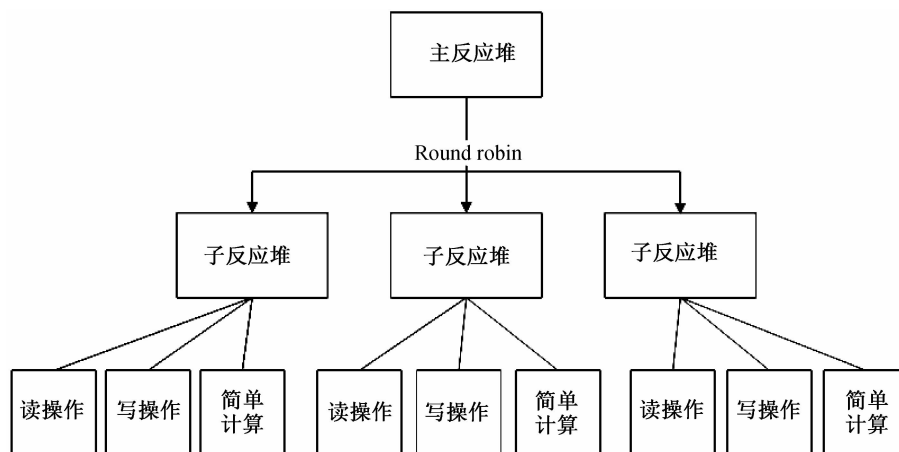 主反应堆
Round robin
子反应堆
子反应堆
子反应堆
读操作
写操作
简单
计算
读操作
写操作
简单
计算
读操作
写操作
简单
计算